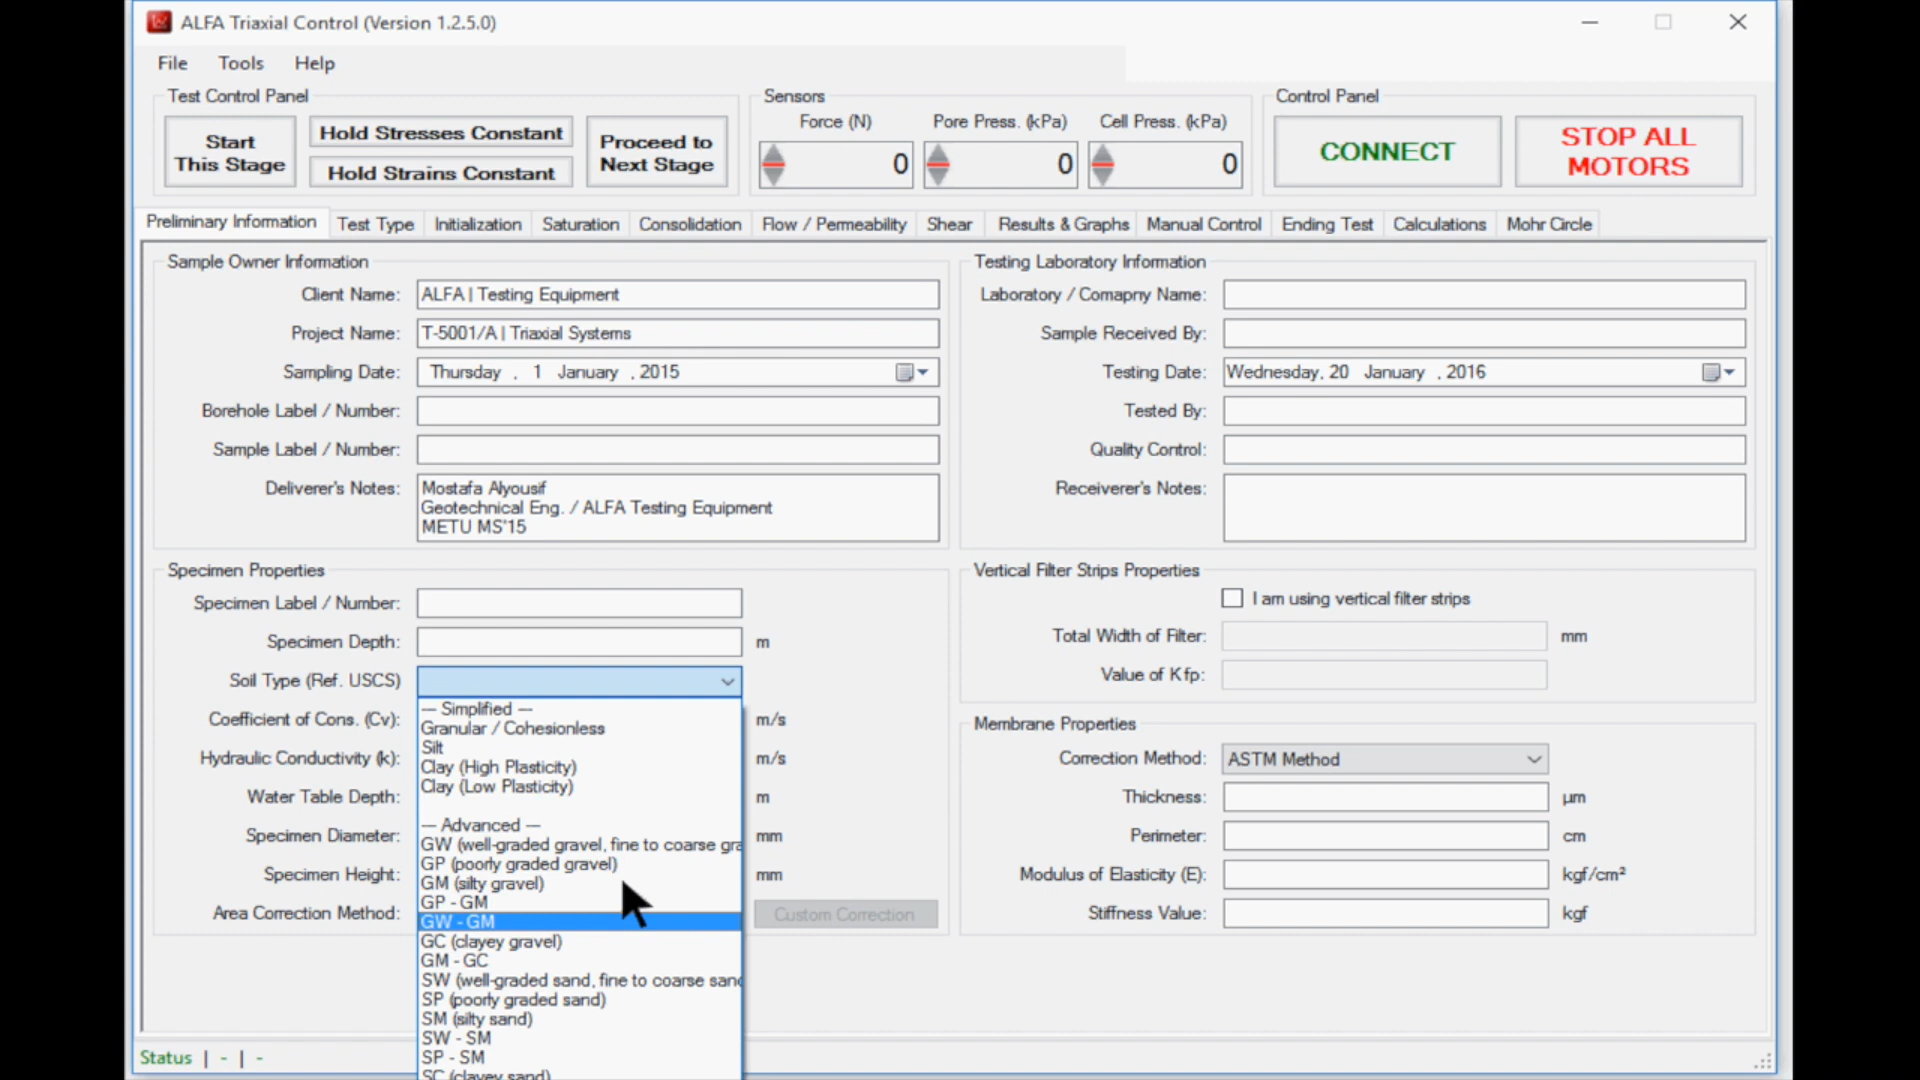 ALFA Triaxial Control (Version 1.2.5.0)
File Tools Help
Test Control Panel
Start
This Stage
Hold Stresses Constant
Hold Strains Constant
Proceed to
Next Stage
Sensors
Force (N) Pore Press. (kPa) Cell Press. (kPa)
0 0 0
Control Panel
CONNECT
STOP ALL
MOTORS
Preliminary Information Test Type Initialization Saturation Consolidation Flow / Permeability Shear Results & Graphs Manual Control Ending Test Calculations Mohr Circle
Sample Owner Information
Client Name: ALFA | Testing Equipment
Project Name: T-5001/A | Triaxial Systems
Sampling Date: Thursday , 1 January , 2015
Borehole Label / Number:
Sample Label / Number:
Deliverer's Notes: Mostafa Alyousif
Geotechnical Eng. / ALFA Testing Equipment
METU MS'15
Testing Laboratory Information
Laboratory / Comapny Name:
Sample Received By:
Testing Date: Wednesday, 20 January , 2016
Tested By:
Quality Control:
Receiverer's Notes:
Specimen Properties
Specimen Label / Number:
Specimen Depth: m
Soil Type (Ref. USCS)
Coefficient of Cons. (Cv): m/s
Hydraulic Conductivity (k): m/s
Water Table Depth: m
Specimen Diameter: mm
Specimen Height: mm
Area Correction Method: Custom Correction
--- Simplified ---
Granular / Cohesionless
Silt
Clay (High Plasticity)
Clay (Low Plasticity)
--- Advanced ---
GW (well-graded gravel, fine to coarse gra
GP (poorly graded gravel)
GM (silty gravel)
GP - GM
GW - GM
GC (clayey gravel)
GM - GC
SW (well-graded sand, fine to coarse sand
SP (poorly graded sand)
SM (silty sand)
SW - SM
SP - SM
SC (clayey sand)
Vertical Filter Strips Properties
I am using vertical filter strips
Total Width of Filter: mm
Value of Kfp:
Membrane Properties
Correction Method: ASTM Method
Thickness: µm
Perimeter: cm
Modulus of Elasticity (E): kgf/cm²
Stiffness Value: kgf
Status | - | -